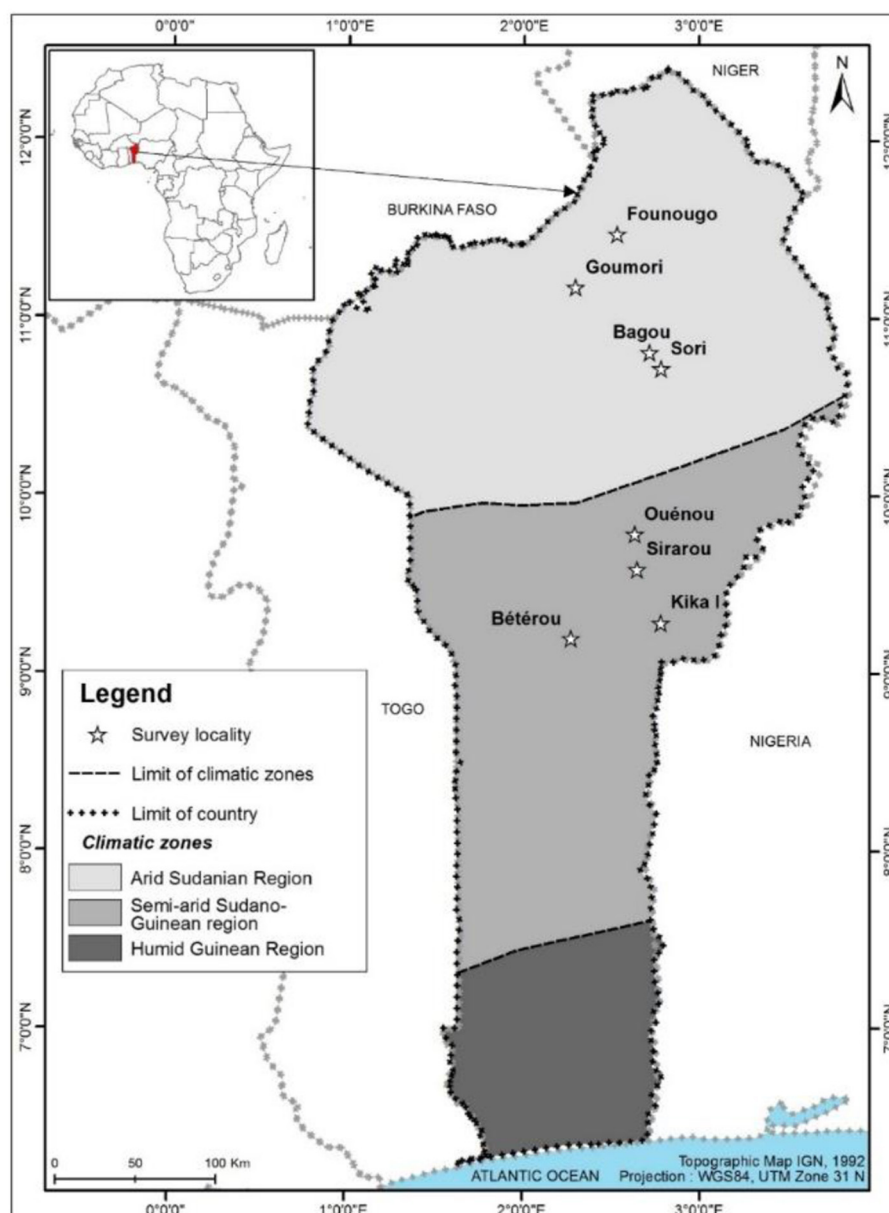 0°0'0"
1°0'0"E
2°0'0"E
3°0'0"E
NIGER
N
12°0'0"N
12°0'0"N
BURKINA FASO
Founougo
Goumori
11°0'0"N
11°0'0"N
Bagou
Sori
10°0'0"N
10°0'0"N
Ouénou
Sirarou
Kika I
Bétérou
9°0'0"N
9°0'0"N
Legend
TOGO
NIGERIA
Survey locality
Limit of climatic zones
Limit of country
Climatic zones
8°0'0"N
8°0'0"N
Arid Sudanian Region
Semi-arid Sudano-
Guinean region
Humid Guinean Region
7°0'0"N
7°0'0"N
0 50 100 Km
ATLANTIC OCEAN
Topographic Map IGN, 1992
Projection : WGS84, UTM Zone 31 N
0°0'0"
1°0'0"E
2°0'0"E
3°0'0"E